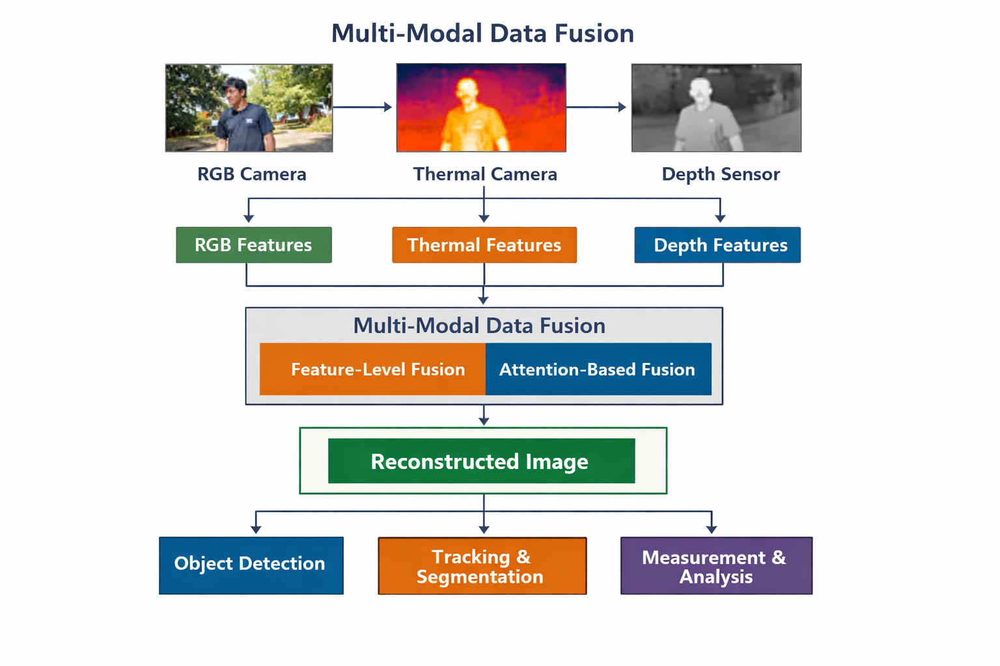 Multi-Modal Data Fusion
RGB Camera
Thermal Camera
Depth Sensor
RGB Features
Thermal Features
Depth Features
Multi-Modal Data Fusion
Feature-Level Fusion
Attention-Based Fusion
Reconstructed Image
Object Detection
Tracking &
Segmentation
Measurement &
Analysis